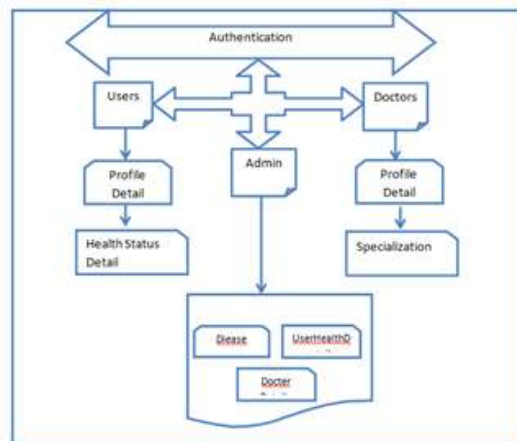 Authentication
Users
Doctors
Profile
Detail
Admin
Profile
Detail
Health Status
Detail
Specialization
Diease
UserHealthD
Docter